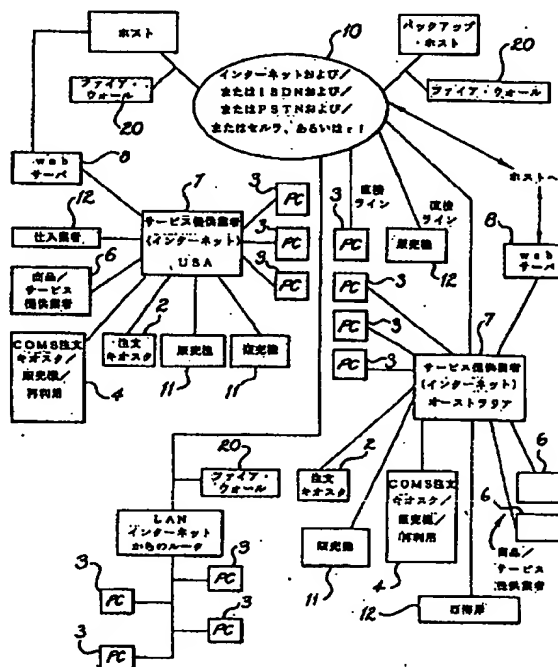 10
ホスト
バックアップ・
ホスト
20
ファイア・
ウォール
20
インターネットおよび/
またはISDNおよび/
またはPSTNおよび/
またはセルラ、あるいはrf
ファイア・ウォール
20
webサーバ
8
12
仕入業者
7
サービス提供業者
(インターネット)
USA
3
PC
3
PC
3
PC
直接
ライン
3
PC
直接
ライン
販売機
12
ホストへ
8
webサーバ
6
商品/
サービス
提供業者
COMS注文
キオスク/
販売機/
再利用
4
2
注文
キオスク
販売機
11
販売機
11
3
PC
3
PC
3
PC
7
サービス提供業者
(インターネット)
オーストラリア
20
ファイア・
ウォール
LAN
インターネット
からのルータ
3
PC
3
PC
3
PC
3
PC
2
注文
キオスク
販売機
11
COMS注文
キオスク/
販売機/
再利用
4
6
6
商品/サービス
提供業者
12